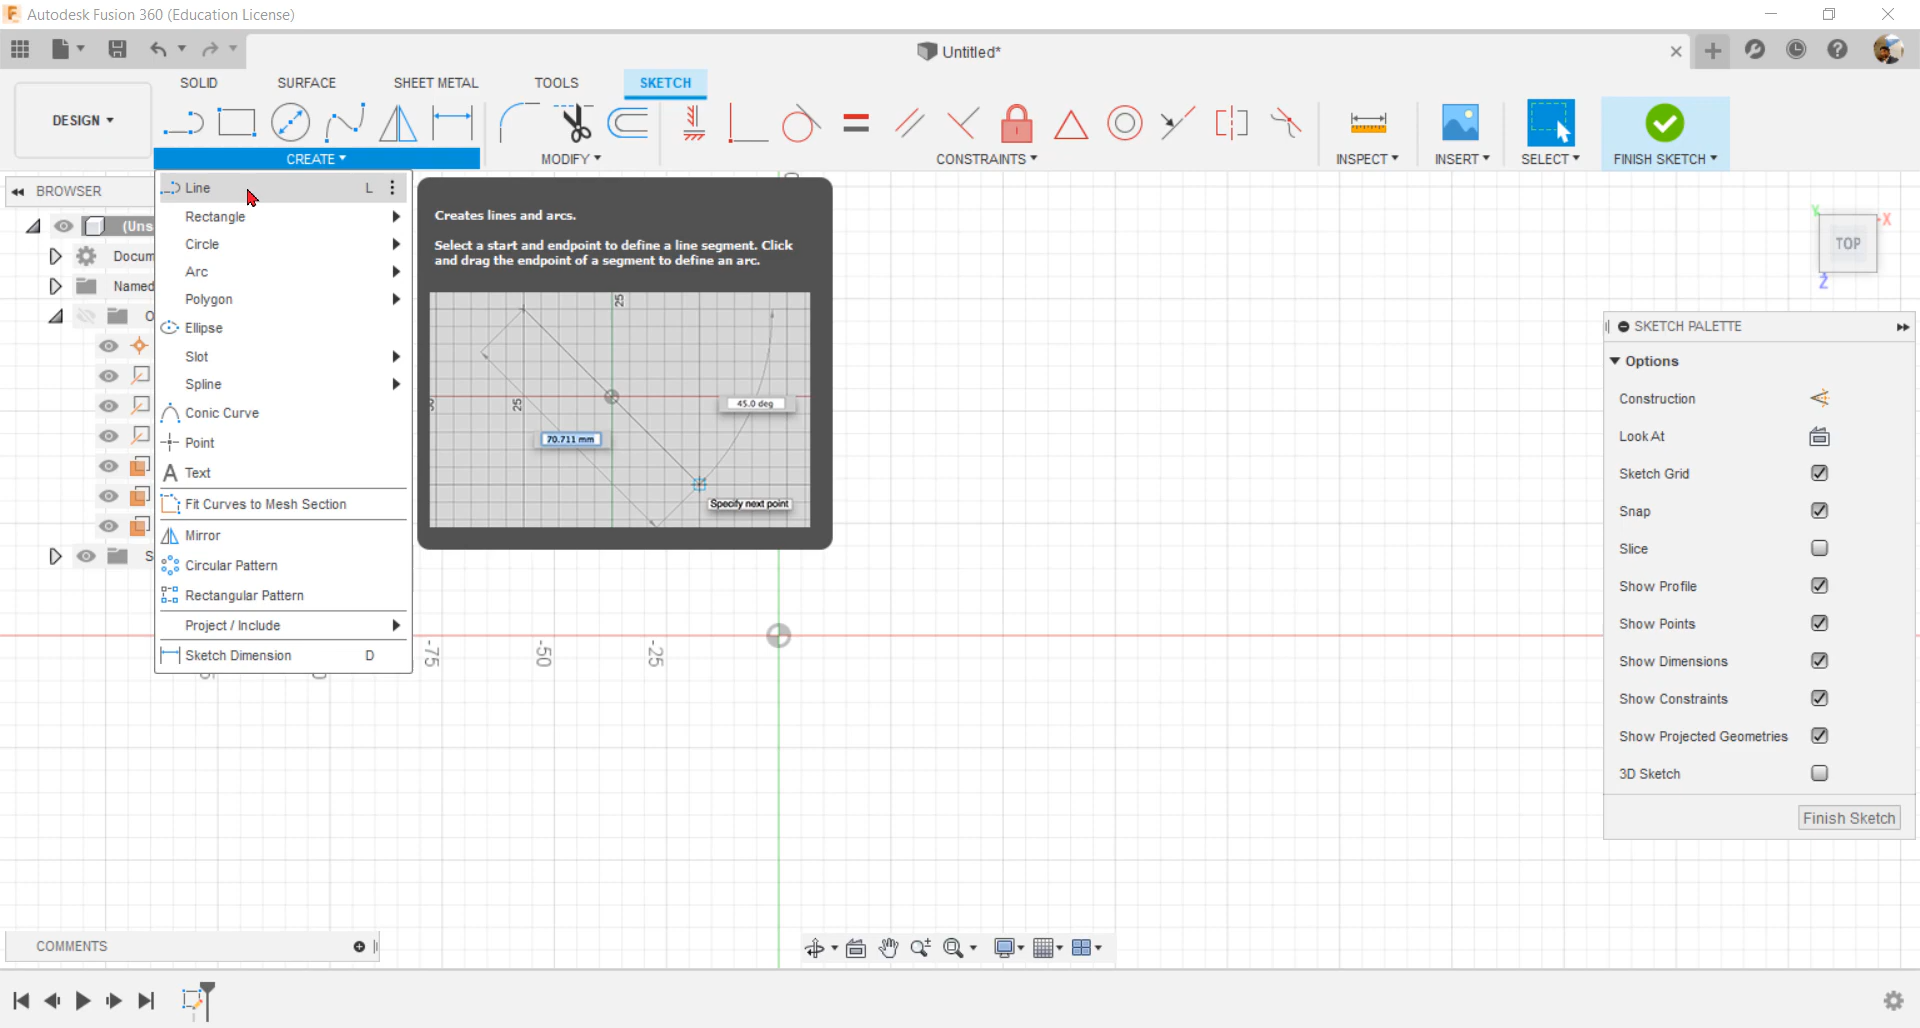 Autodesk Fusion 360 (Education License)
Untitled*
SOLID SURFACE SHEET METAL TOOLS SKETCH
DESIGN
CREATE MODIFY CONSTRAINTS INSPECT INSERT SELECT FINISH SKETCH
BROWSER
(Uns
Docum
Named
O
S
Line L
Rectangle
Circle
Arc
Polygon
Ellipse
Slot
Spline
Conic Curve
Point
Text
Fit Curves to Mesh Section
Mirror
Circular Pattern
Rectangular Pattern
Project / Include
Sketch Dimension D
Creates lines and arcs.
Select a start and endpoint to define a line segment. Click
and drag the endpoint of a segment to define an arc.
25
25
45.0 deg
70.711 mm
Specify next point
-75
-50
-25
Y
X
TOP
Z
SKETCH PALETTE
Options
Construction
Look At
Sketch Grid
Snap
Slice
Show Profile
Show Points
Show Dimensions
Show Constraints
Show Projected Geometries
3D Sketch
Finish Sketch
COMMENTS